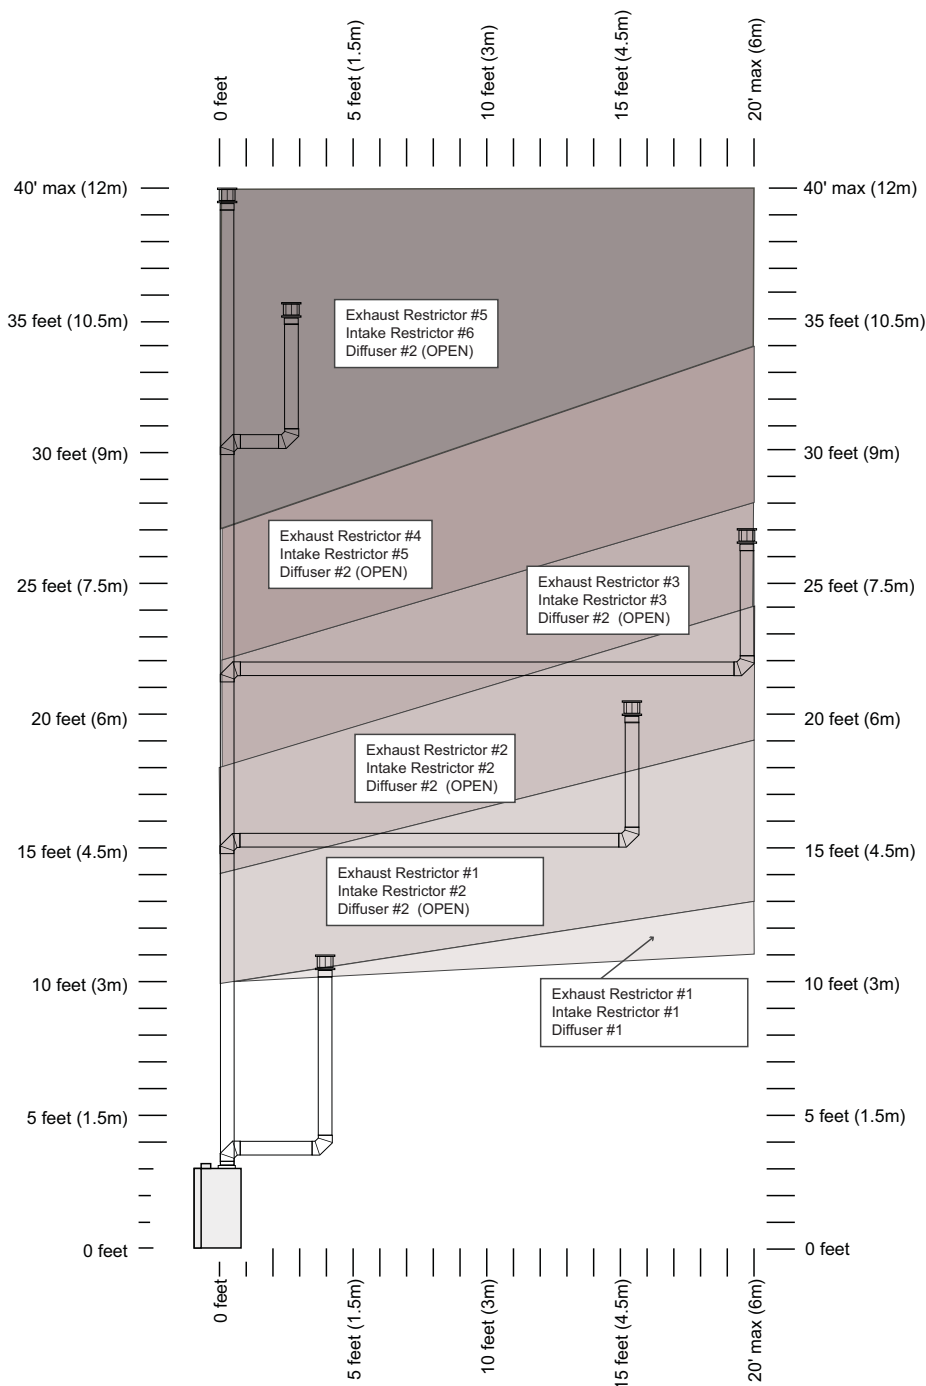 0 feet
5 feet (1.5m)
10 feet (3m)
15 feet (4.5m)
20' max (6m)
40' max (12m)
40' max (12m)
35 feet (10.5m)
35 feet (10.5m)
Exhaust Restrictor #5
Intake Restrictor #6
Diffuser #2 (OPEN)
30 feet (9m)
30 feet (9m)
Exhaust Restrictor #4
Intake Restrictor #5
Diffuser #2 (OPEN)
25 feet (7.5m)
25 feet (7.5m)
Exhaust Restrictor #3
Intake Restrictor #3
Diffuser #2  (OPEN)
20 feet (6m)
20 feet (6m)
Exhaust Restrictor #2
Intake Restrictor #2
Diffuser #2  (OPEN)
15 feet (4.5m)
15 feet (4.5m)
Exhaust Restrictor #1
Intake Restrictor #2
Diffuser #2  (OPEN)
10 feet (3m)
10 feet (3m)
Exhaust Restrictor #1
Intake Restrictor #1
Diffuser #1
5 feet (1.5m)
5 feet (1.5m)
0 feet
0 feet
0 feet
5 feet (1.5m)
10 feet (3m)
15 feet (4.5m)
20' max (6m)